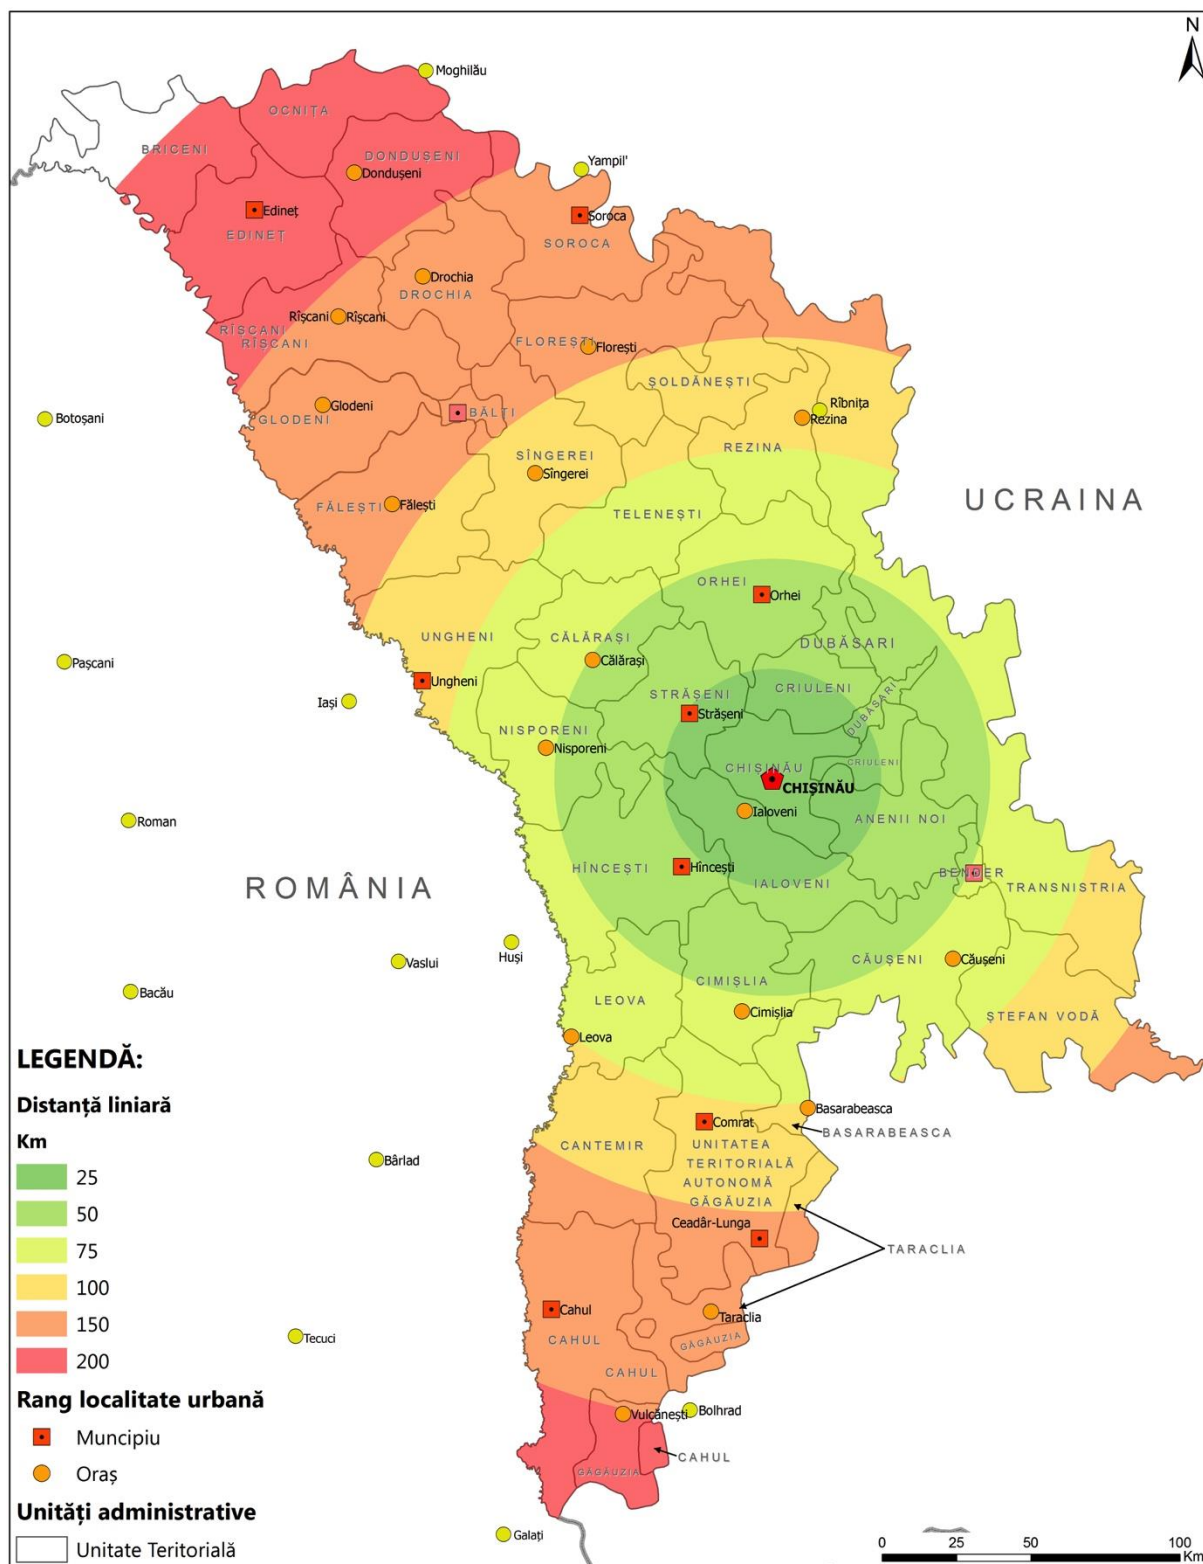 N
Moghilău
OCNIȚA
BRICENI
DONDUȘENI
Dondușeni
Yampil'
Edineț
EDINEȚ
Soroca
SOROCA
Drochia
DROCHIA
Rîșcani
Rîșcani
RÎȘCANI
RÎȘCANI
FLOREȘTI
Florești
ȘOLDĂNEȘTI
Glodeni
GLODENI
BĂLȚI
Botoșani
Rîbnița
Rezina
REZINA
SÎNGEREI
Sîngerei
FĂLEȘTI
Fălești
TELENEȘTI
UCRAINA
ORHEI
Orhei
UNGHENI
CĂLĂRAȘI
Călărași
DUBĂSARI
Pașcani
Ungheni
CRIULENI
STRĂȘENI
Strășeni
DUBĂSARI
Iași
NISPORENI
Nisporeni
CHIȘINĂU
CRIULENI
CHIȘINĂU
Roman
Ialoveni
ANENII NOI
HÎNCEȘTI
Hîncești
IALOVENI
BENDER
TRANSNISTRIA
ROMÂNIA
Huși
Vaslui
CĂUȘENI
Căușeni
Bacău
CIMIȘLIA
LEOVA
Cimișlia
ȘTEFAN VODĂ
Leova
LEGENDĂ:
Distanță liniară
Km
25
50
75
100
150
200
Basarabeasca
Comrat
BASARABEASCA
CANTEMIR
UNITATEA
TERITORIALĂ
AUTONOMĂ
GĂGĂUZIA
Bârlad
Ceadâr-Lunga
TARACLIA
Cahul
CAHUL
Taraclia
GĂGĂUZIA
Tecuci
CAHUL
Vulcănești
Bolhrad
CAHUL
GĂGĂUZIA
Galați
Rang localitate urbană
Muncipiu
Oraș
Unități administrative
Unitate Teritorială
0 25 50 100
Km